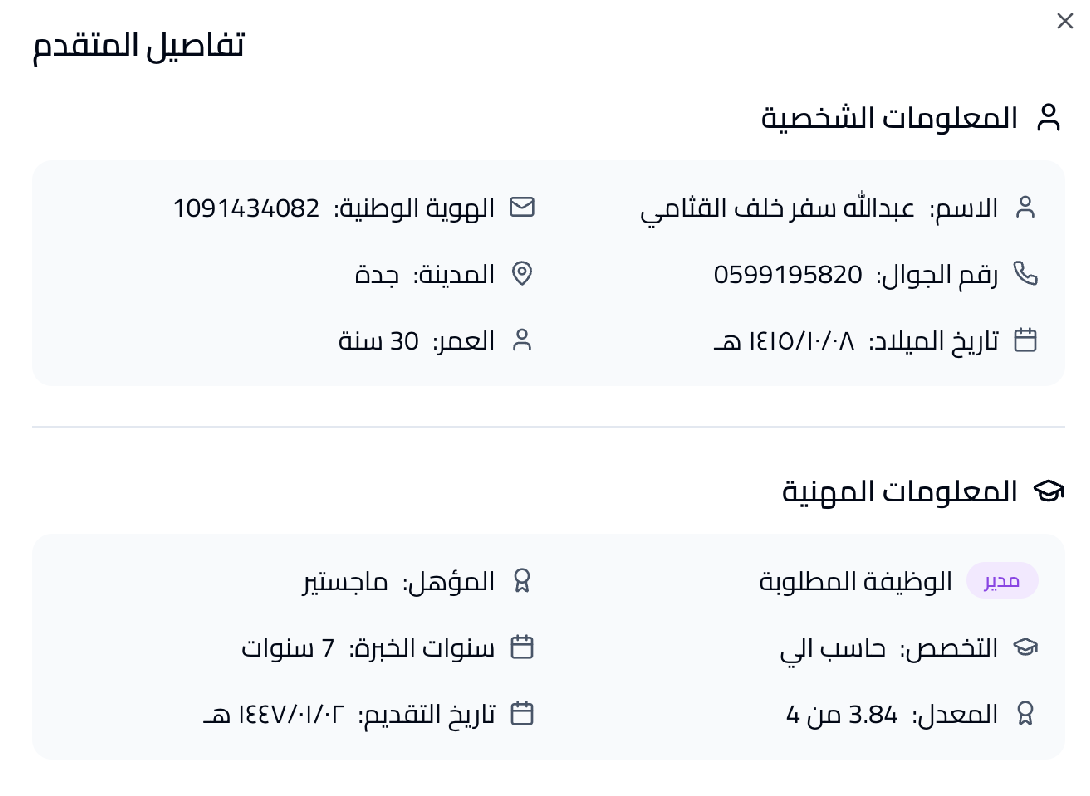 تفاصيل المتقدم
المعلومات الشخصية
الاسم: عبدالله سفر خلف القثامي
الهوية الوطنية: 1091434082
رقم الجوال: 0599195820
المدينة: جدة
تاريخ الميلاد: ١٤١٥/١٠/٠٨ هـ
العمر: 30 سنة
المعلومات المهنية
مدير الوظيفة المطلوبة
المؤهل: ماجستير
التخصص: حاسب الي
سنوات الخبرة: 7 سنوات
المعدل: 3.84 من 4
تاريخ التقديم: ١٤٤٧/٠١/٠٢ هـ